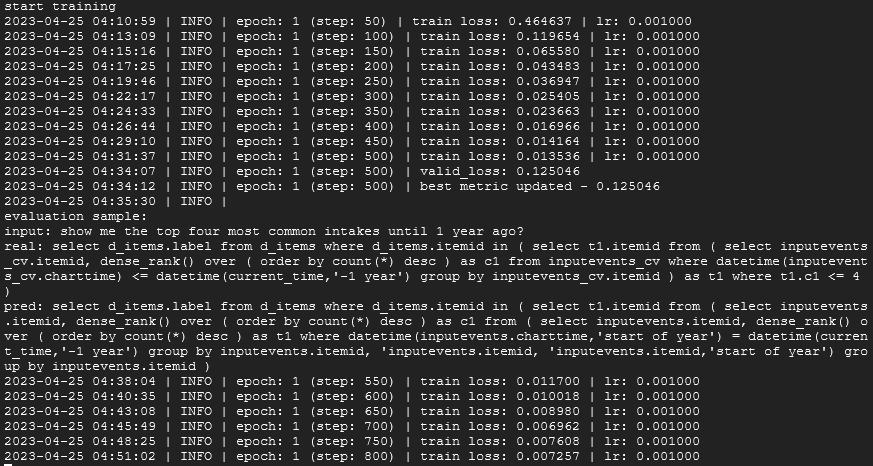 start training
2023-04-25 04:10:59 | INFO | epoch: 1 (step: 50) | train loss: 0.464637 | lr: 0.001000
2023-04-25 04:13:09 | INFO | epoch: 1 (step: 100) | train loss: 0.119654 | lr: 0.001000
2023-04-25 04:15:16 | INFO | epoch: 1 (step: 150) | train loss: 0.065580 | lr: 0.001000
2023-04-25 04:17:25 | INFO | epoch: 1 (step: 200) | train loss: 0.043483 | lr: 0.001000
2023-04-25 04:19:46 | INFO | epoch: 1 (step: 250) | train loss: 0.036947 | lr: 0.001000
2023-04-25 04:22:17 | INFO | epoch: 1 (step: 300) | train loss: 0.025405 | lr: 0.001000
2023-04-25 04:24:33 | INFO | epoch: 1 (step: 350) | train loss: 0.023663 | lr: 0.001000
2023-04-25 04:26:44 | INFO | epoch: 1 (step: 400) | train loss: 0.016966 | lr: 0.001000
2023-04-25 04:29:10 | INFO | epoch: 1 (step: 450) | train loss: 0.014164 | lr: 0.001000
2023-04-25 04:31:37 | INFO | epoch: 1 (step: 500) | train loss: 0.013536 | lr: 0.001000
2023-04-25 04:34:07 | INFO | epoch: 1 (step: 500) | valid_loss: 0.125046
2023-04-25 04:34:12 | INFO | epoch: 1 (step: 500) | best metric updated - 0.125046
2023-04-25 04:35:30 | INFO |
evaluation sample:
input: show me the top four most common intakes until 1 year ago?
real: select d_items.label from d_items where d_items.itemid in ( select t1.itemid from ( select inputevents
_cv.itemid, dense_rank() over ( order by count(*) desc ) as c1 from inputevents_cv where datetime(inputeven
ts_cv.charttime) <= datetime(current_time,'-1 year') group by inputevents_cv.itemid ) as t1 where t1.c1 <= 4
)
pred: select d_items.label from d_items where d_items.itemid in ( select t1.itemid from ( select inputevents
.itemid, dense_rank() over ( order by count(*) desc ) as c1 from ( select inputevents.itemid, dense_rank() o
ver ( order by count(*) desc ) as t1 where datetime(inputevents.charttime,'start of year') = datetime(curren
t_time,'-1 year') group by inputevents.itemid, 'inputevents.itemid, 'inputevents.itemid,'start of year') gro
up by inputevents.itemid )
2023-04-25 04:38:04 | INFO | epoch: 1 (step: 550) | train loss: 0.011700 | lr: 0.001000
2023-04-25 04:40:35 | INFO | epoch: 1 (step: 600) | train loss: 0.010018 | lr: 0.001000
2023-04-25 04:43:08 | INFO | epoch: 1 (step: 650) | train loss: 0.008980 | lr: 0.001000
2023-04-25 04:45:49 | INFO | epoch: 1 (step: 700) | train loss: 0.006962 | lr: 0.001000
2023-04-25 04:48:25 | INFO | epoch: 1 (step: 750) | train loss: 0.007608 | lr: 0.001000
2023-04-25 04:51:02 | INFO | epoch: 1 (step: 800) | train loss: 0.007257 | lr: 0.001000